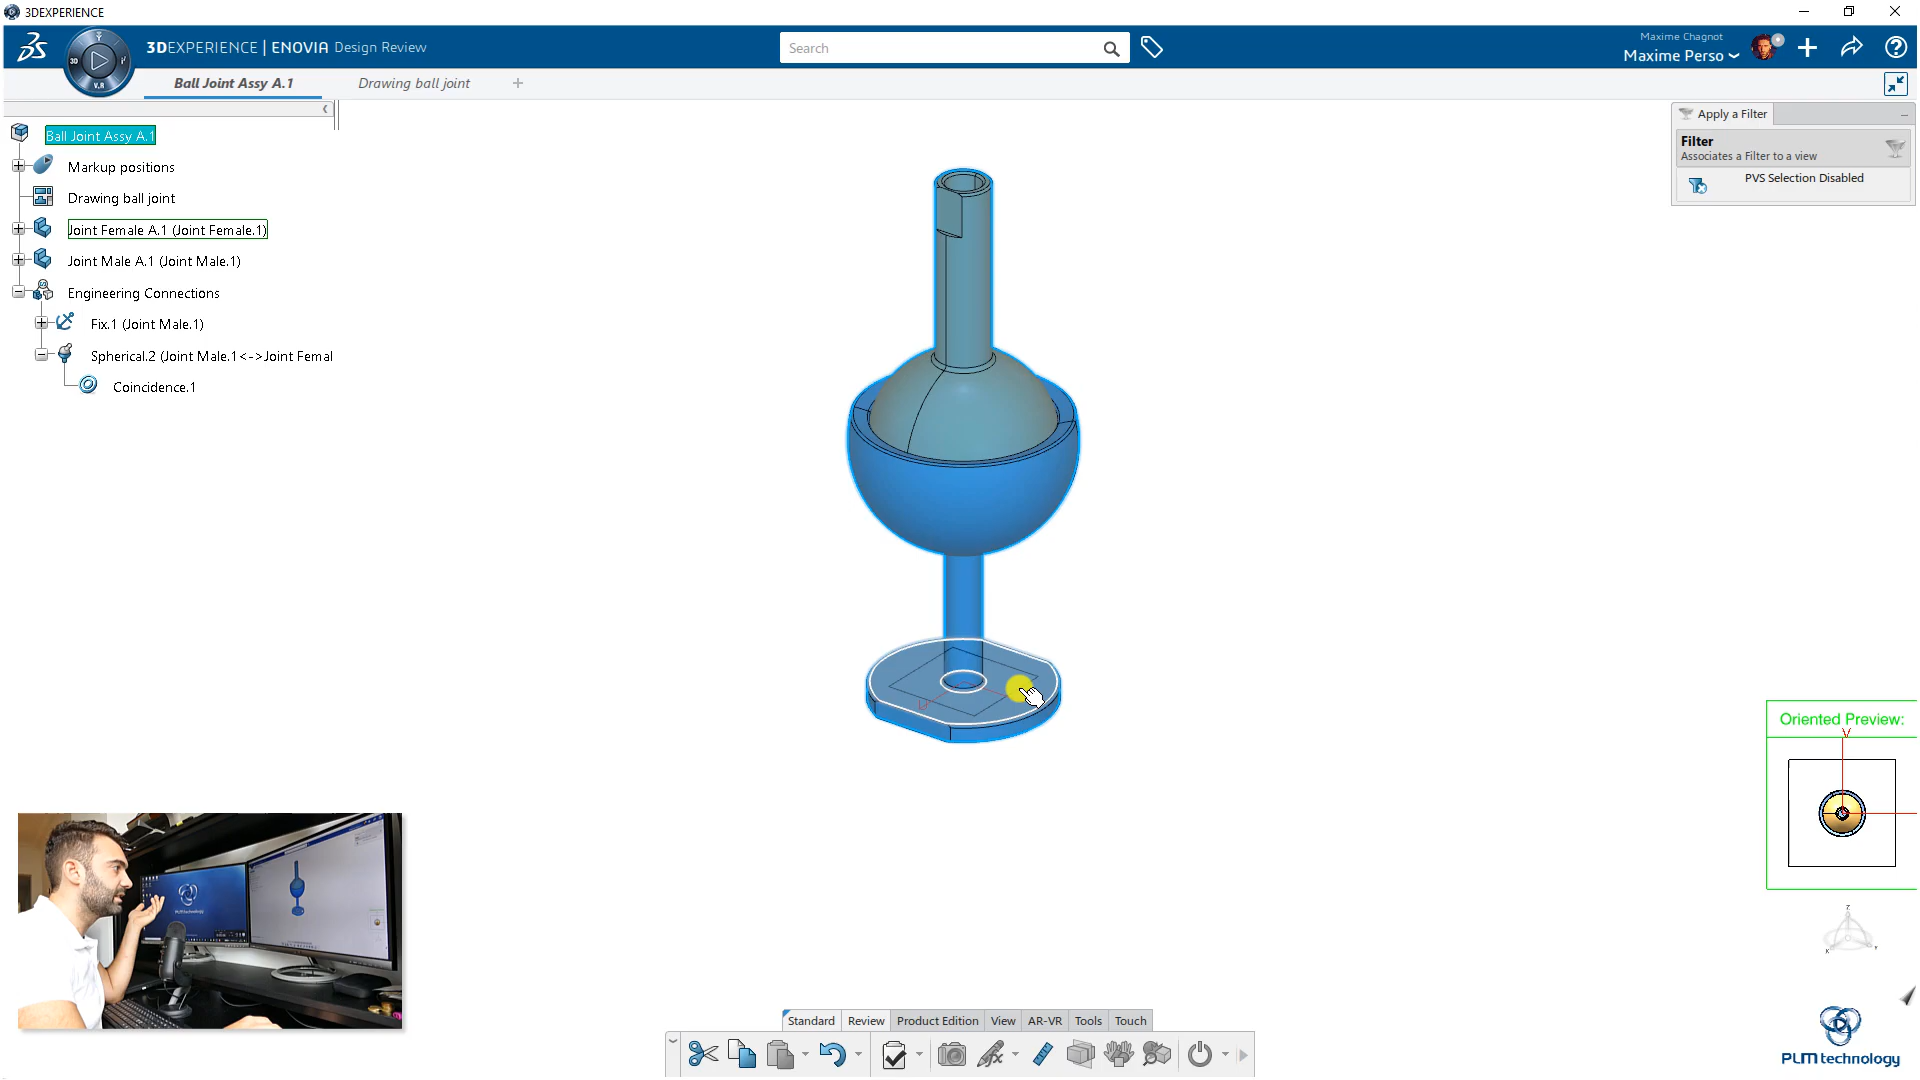 3DEXPERIENCE
3DEXPERIENCE | ENOVIA Design Review
Search
Maxime Chagnot
Maxime Perso
3D
V.R
Ball Joint Assy A.1
Drawing ball joint
Ball Joint Assy A.1
Markup positions
Drawing ball joint
Joint Female A.1 (Joint Female.1)
Joint Male A.1 (Joint Male.1)
Engineering Connections
Fix.1 (Joint Male.1)
Spherical.2 (Joint Male.1<->Joint Femal
Coincidence.1
Apply a Filter
Filter
Associates a Filter to a view
PVS Selection Disabled
Oriented Preview:
V
Z
X
Y
PLM technology
Standard
Review
Product Edition
View
AR-VR
Tools
Touch
PLM technology